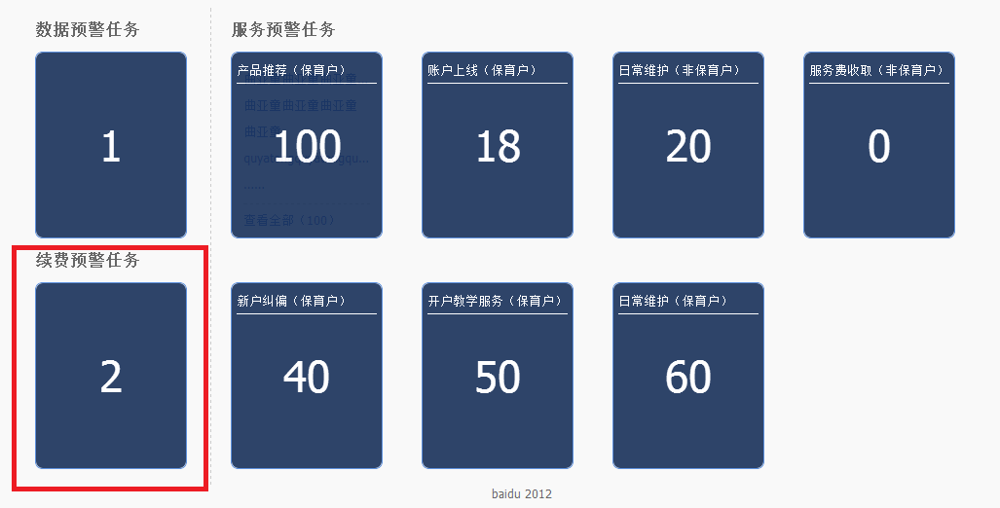 数据预警任务
1
服务预警任务
产品推荐（保育户）
曲亚童曲亚童曲亚童
曲亚童
100
……
查看全部（100）
账户上线（保育户）
18
日常维护（非保育户）
20
服务费收取（非保育户）
0
续费预警任务
2
新户纠偏（保育户）
40
开户教学服务（保育户）
50
日常维护（保育户）
60
baidu 2012